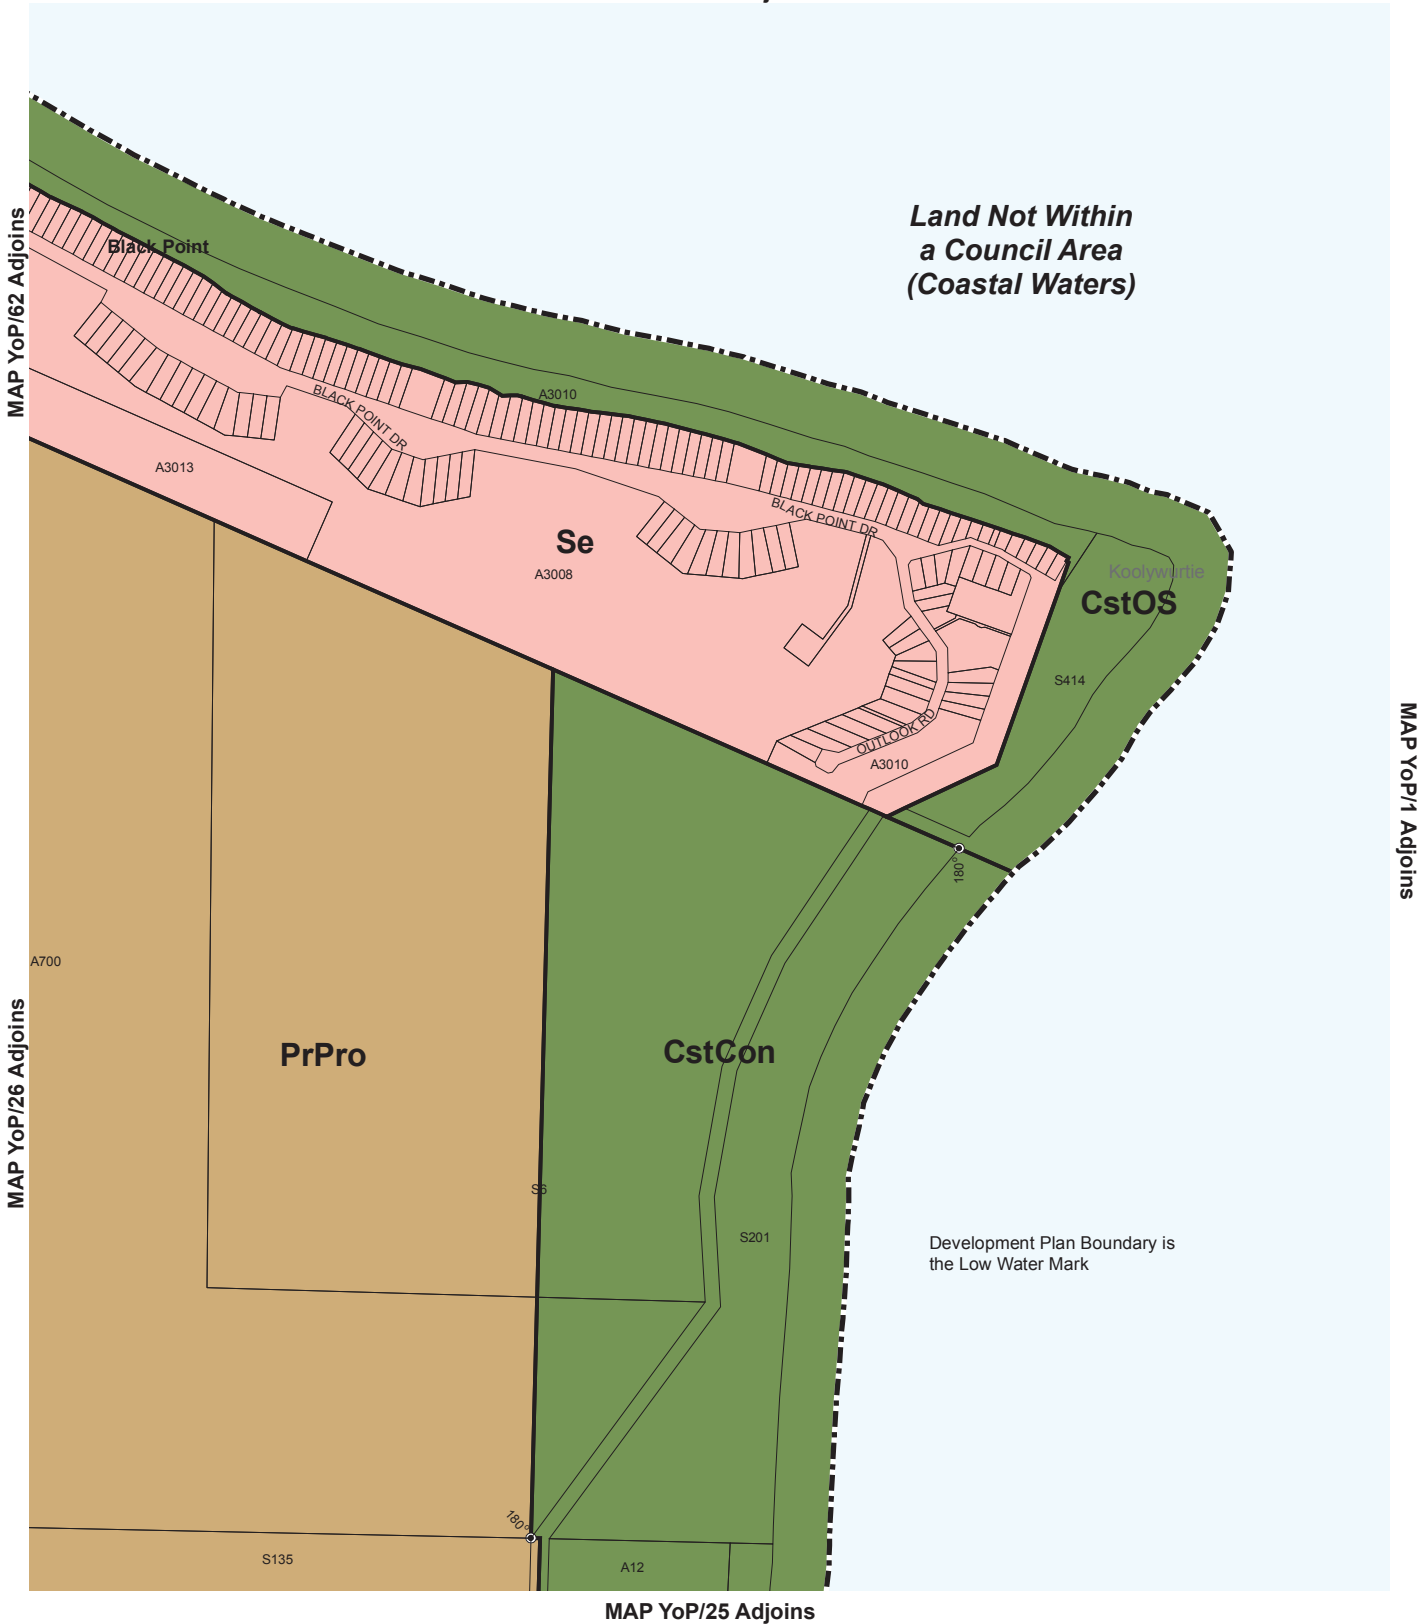 Land Not Within
a Council Area
(Coastal Waters)
MAP YoP/62 Adjoins
Black Point
A3010
BLACK POINT DR
A3013
BLACK POINT DR
Se
A3008
Koolywurtie
CstOS
S414
OUTLOOK RD
A3010
MAP YoP/1 Adjoins
180°
A700
MAP YoP/26 Adjoins
PrPro
CstCon
S6
S201
Development Plan Boundary is
the Low Water Mark
180°
S135
A12
MAP YoP/25 Adjoins